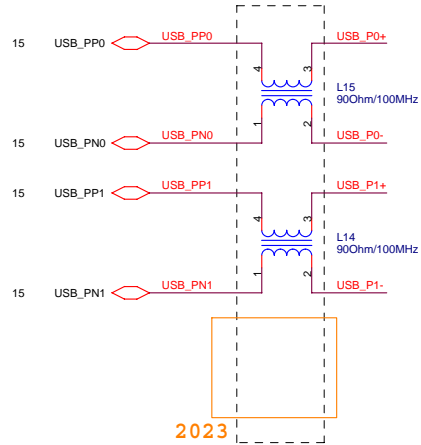 15 USB_PP0 USB_PP0 USB_P0+
4 3
L15
90Ohm/100MHz
1 2
15 USB_PN0 USB_PN0 USB_P0-
15 USB_PP1 USB_PP1 USB_P1+
4 3
L14
90Ohm/100MHz
1 2
15 USB_PN1 USB_PN1 USB_P1-
2023